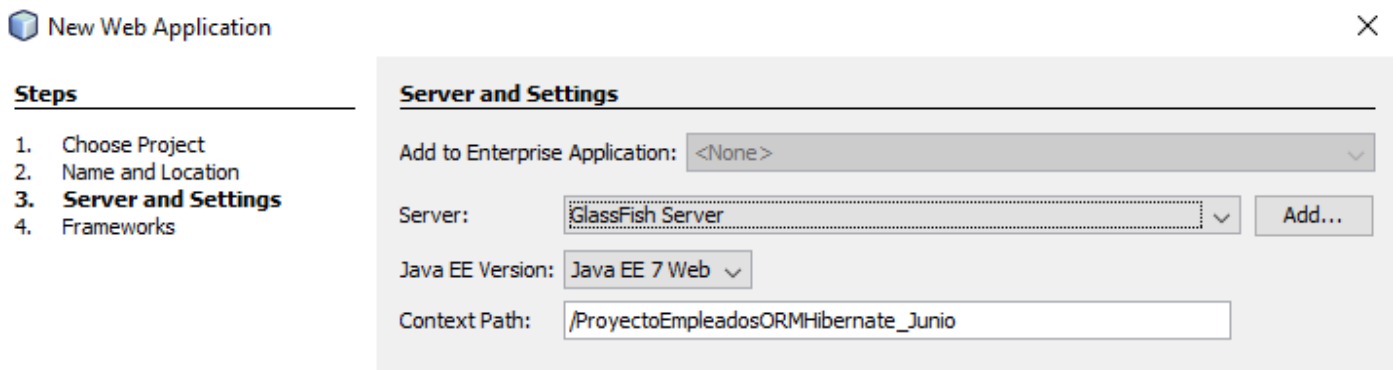 New Web Application
Steps
1. Choose Project
2. Name and Location
3. Server and Settings
4. Frameworks
Server and Settings
Add to Enterprise Application: <None>
Server: GlassFish Server Add...
Java EE Version: Java EE 7 Web
Context Path: /ProyectoEmpleadosORMHibernate_Junio